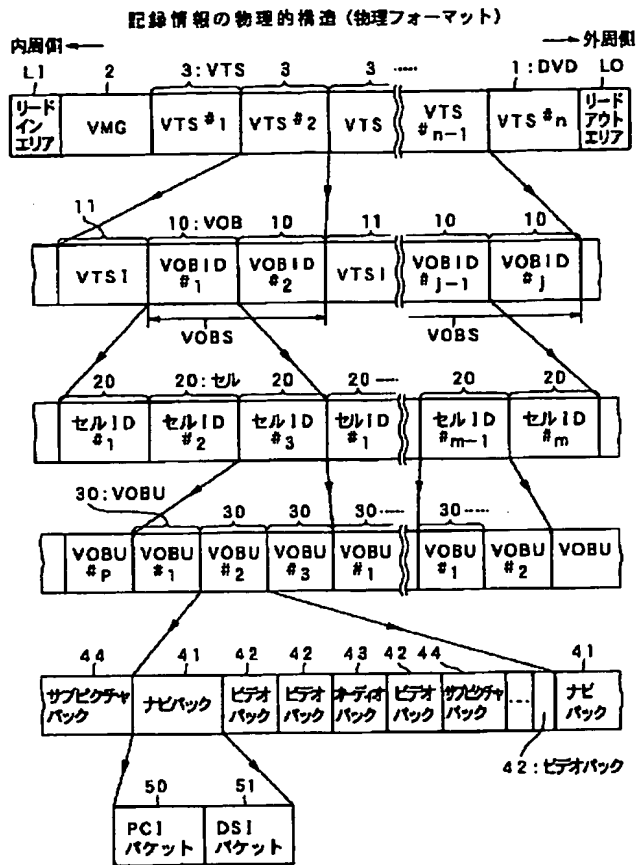 記録情報の物理的構造 (物理フォーマット)
内周側 外周側
LI 2 3:VTS 3 3 ····· 1:DVD LO
リード
イン
エリア
VMG
VTS #1
VTS #2
VTS
VTS
#n-1
VTS #n
リード
アウト
エリア
11 10:VOB 10 11 10 10
VTSI
VOBID
#1
VOBID
#2
VTSI
VOBID
#j-1
VOBID
#j
VOBS VOBS
20 20:セル 20 20 ····· 20 20
セルID
#1
セルID
#2
セルID
#3
セルID
#1
セルID
#m-1
セルID
#m
30:VOBU 30 30 30 ····· 30 ·····
VOBU
#P
VOBU
#1
VOBU
#2
VOBU
#3
VOBU
#1
VOBU
#1
VOBU
#2
VOBU
44 41 42 42 43 42 44 41
サブピクチャ
パック
ナビパック
ビデオ
パック
ビデオ
パック
オーディオ
パック
ビデオ
パック
サブピクチャ
パック
····
ナビ
パック
42:ビデオパック
50 51
PCI
パケット
DSI
パケット